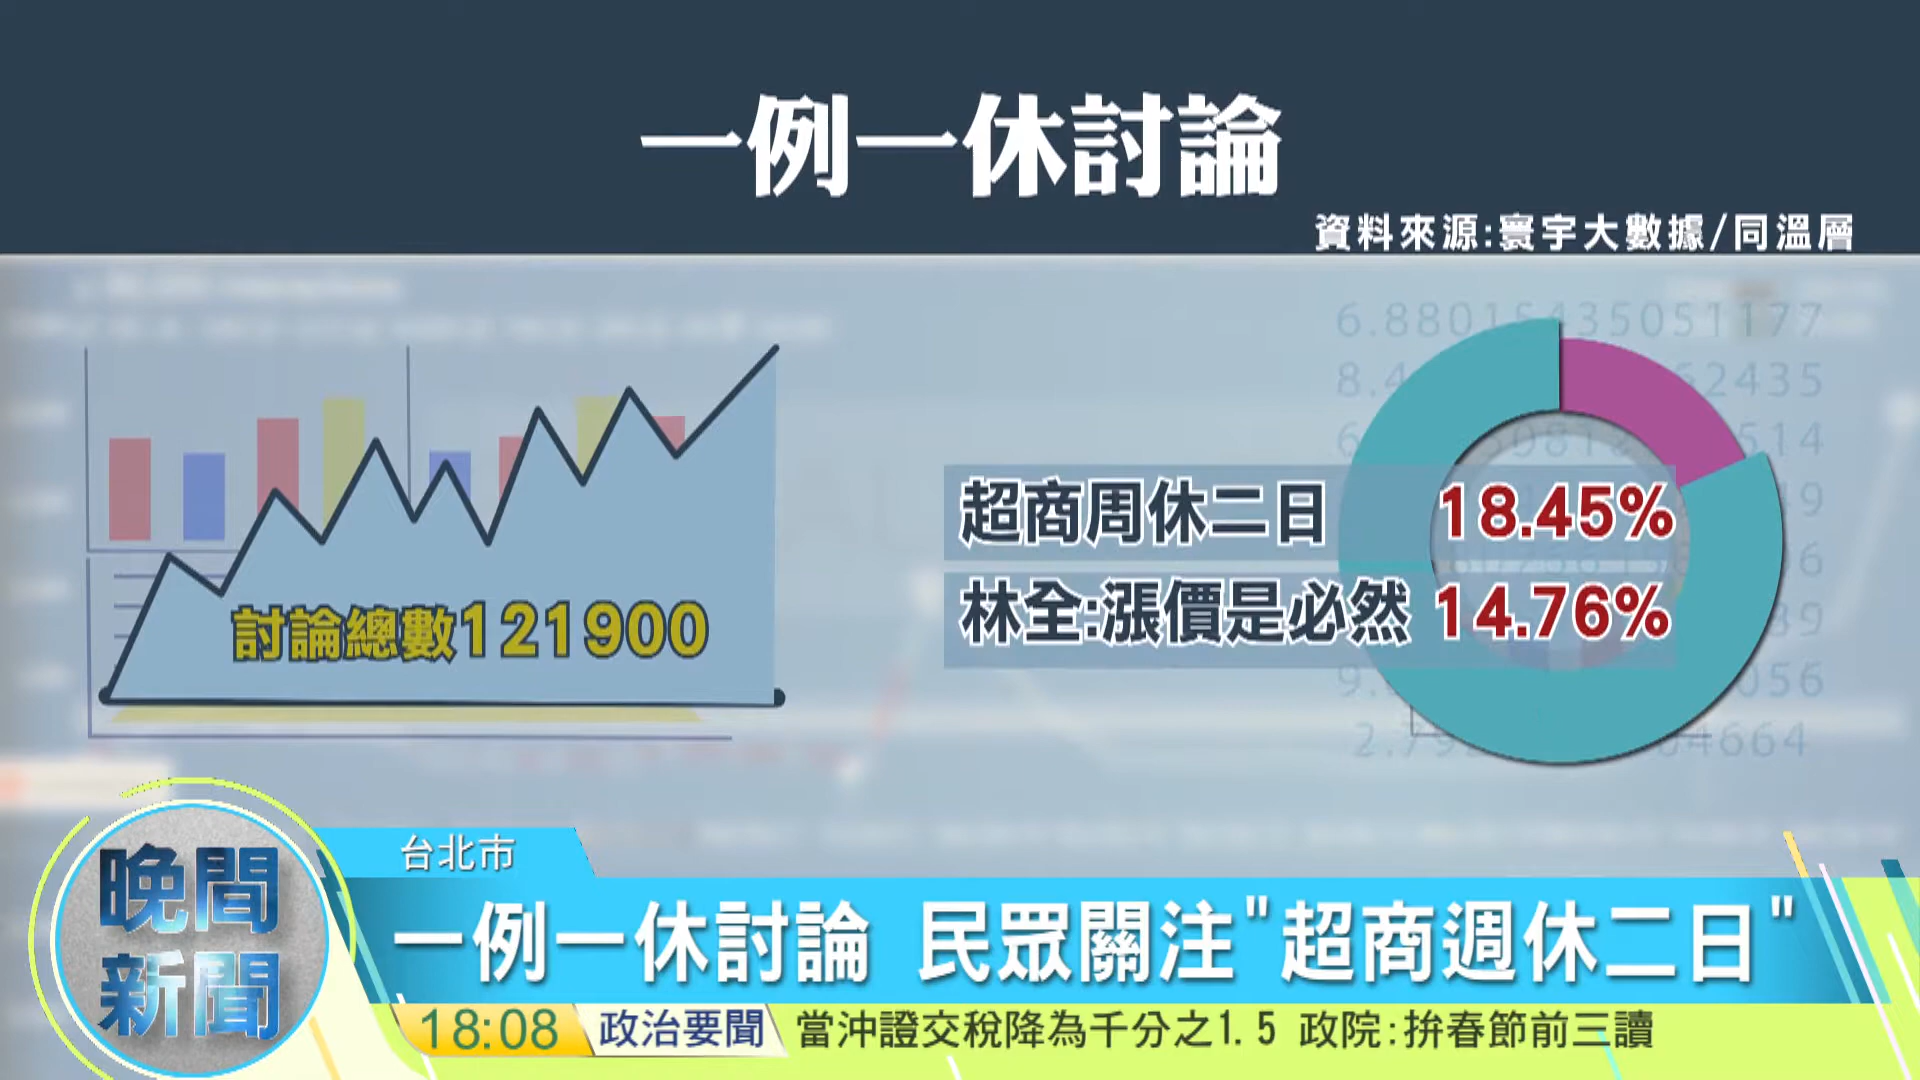 一例一休討論
資料來源:寰宇大數據/同溫層
6.88015435051177
討論總數121900
超商周休二日 18.45%
林全:漲價是必然 14.76%
台北市
晚間
新聞
一例一休討論 民眾關注"超商週休二日"
18:08 政治要聞 當沖證交稅降為千分之1.5 政院:拚春節前三讀